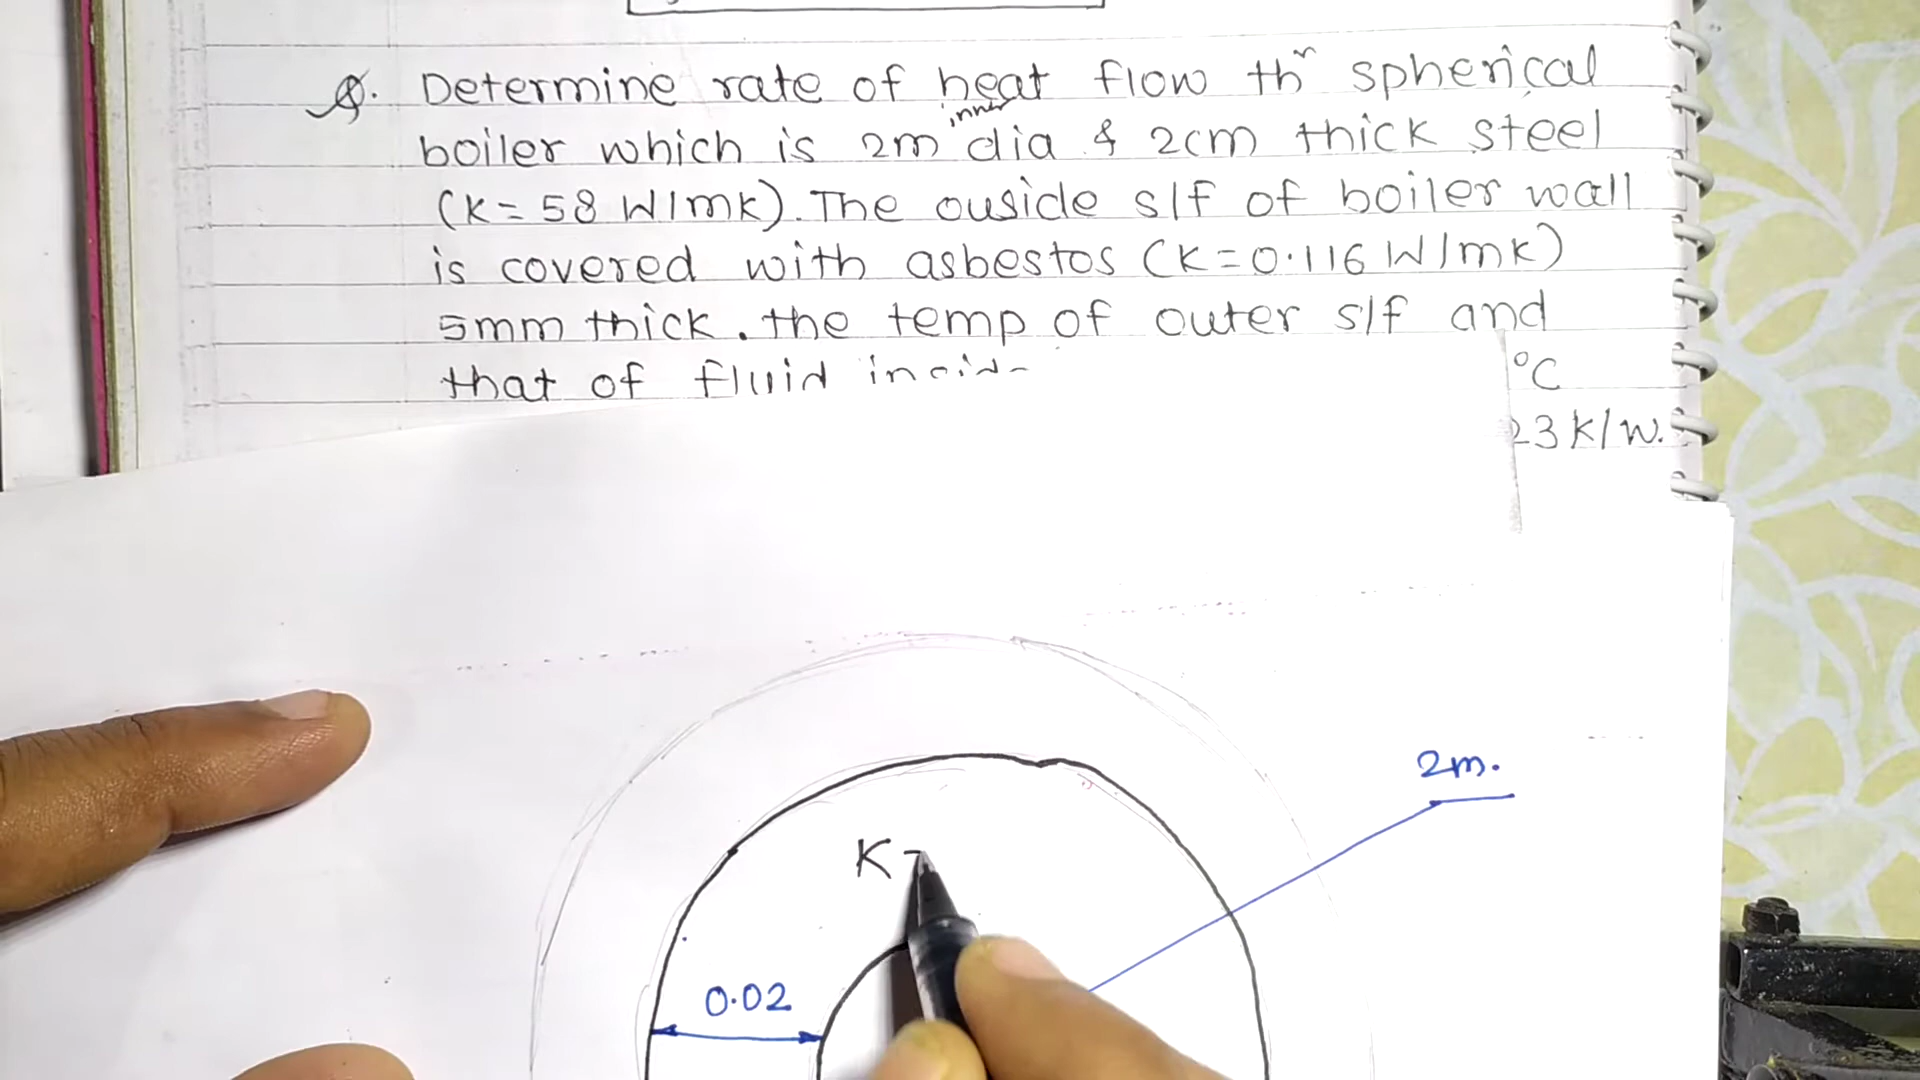 Q. Determine rate of heat flow thr spherical
inner
boiler which is 2m dia & 2cm thick steel
(K=58 W/mK). The ouside s/f of boiler wall
is covered with asbestos (K=0.116 W/mK)
5mm thick. the temp of outer s/f and
that of fluid °C
23 K/W.
2m.
K
0.02